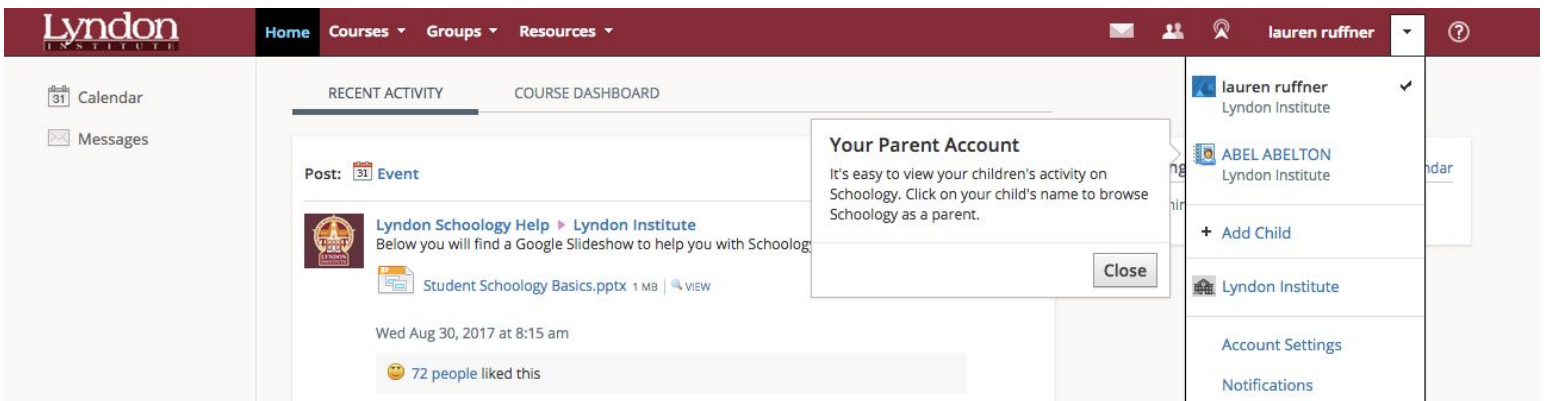 Lyndon
INSTITUTE
Home Courses Groups Resources
lauren ruffner
31 Calendar
Messages
RECENT ACTIVITY COURSE DASHBOARD
Post: 31 Event
Lyndon Schoology Help Lyndon Institute
Below you will find a Google Slideshow to help you with
Student Schoology Basics.pptx 1 MB | VIEW
Wed Aug 30, 2017 at 8:15 am
72 people liked this
Your Parent Account
It's easy to view your children's activity on
Schoology. Click on your child's name to browse
Schoology as a parent.
Close
lauren ruffner
Lyndon Institute
ABEL ABELTON
Lyndon Institute
+ Add Child
Lyndon Institute
Account Settings
Notifications